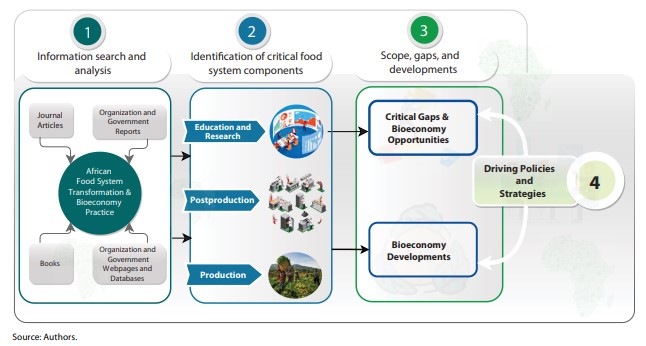 1
Information search and
analysis
2
Identification of critical food
system components
3
Scope, gaps, and
developments
Journal
Articles
Organization and
Government
Reports
African
Food System
Transformation &
Bioeconomy
Practice
Books
Organization and
Government
Webpages and
Databases
Education and
Research
Postproduction
Production
Critical Gaps &
Bioeconomy
Opportunities
Bioeconomy
Developments
Driving Policies
and
Strategies
4
Source: Authors.